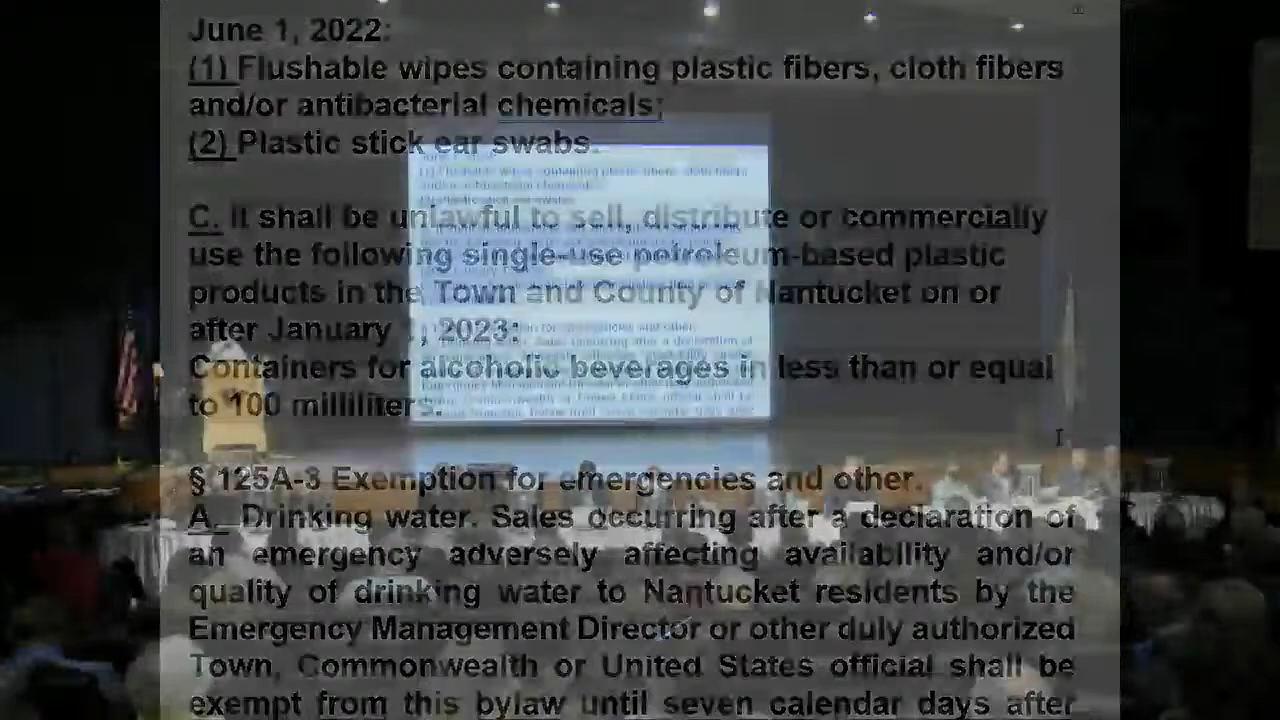 June 1, 2022:
(1) Flushable wipes containing plastic fibers, cloth fibers
and/or antibacterial chemicals;
(2) Plastic stick ear swabs.
C. It shall be unlawful to sell, distribute or commercially
use the following single-use petroleum-based plastic
products in the Town and County of Nantucket on or
after January 1, 2023:
Containers for alcoholic beverages in less than or equal
to 100 milliliters.
§ 125A-3 Exemption for emergencies and other.
A. Drinking water. Sales occurring after a declaration of
an emergency adversely affecting availability and/or
quality of drinking water to Nantucket residents by the
Emergency Management Director or other duly authorized
Town, Commonwealth or United States official shall be
exempt from this bylaw until seven calendar days after